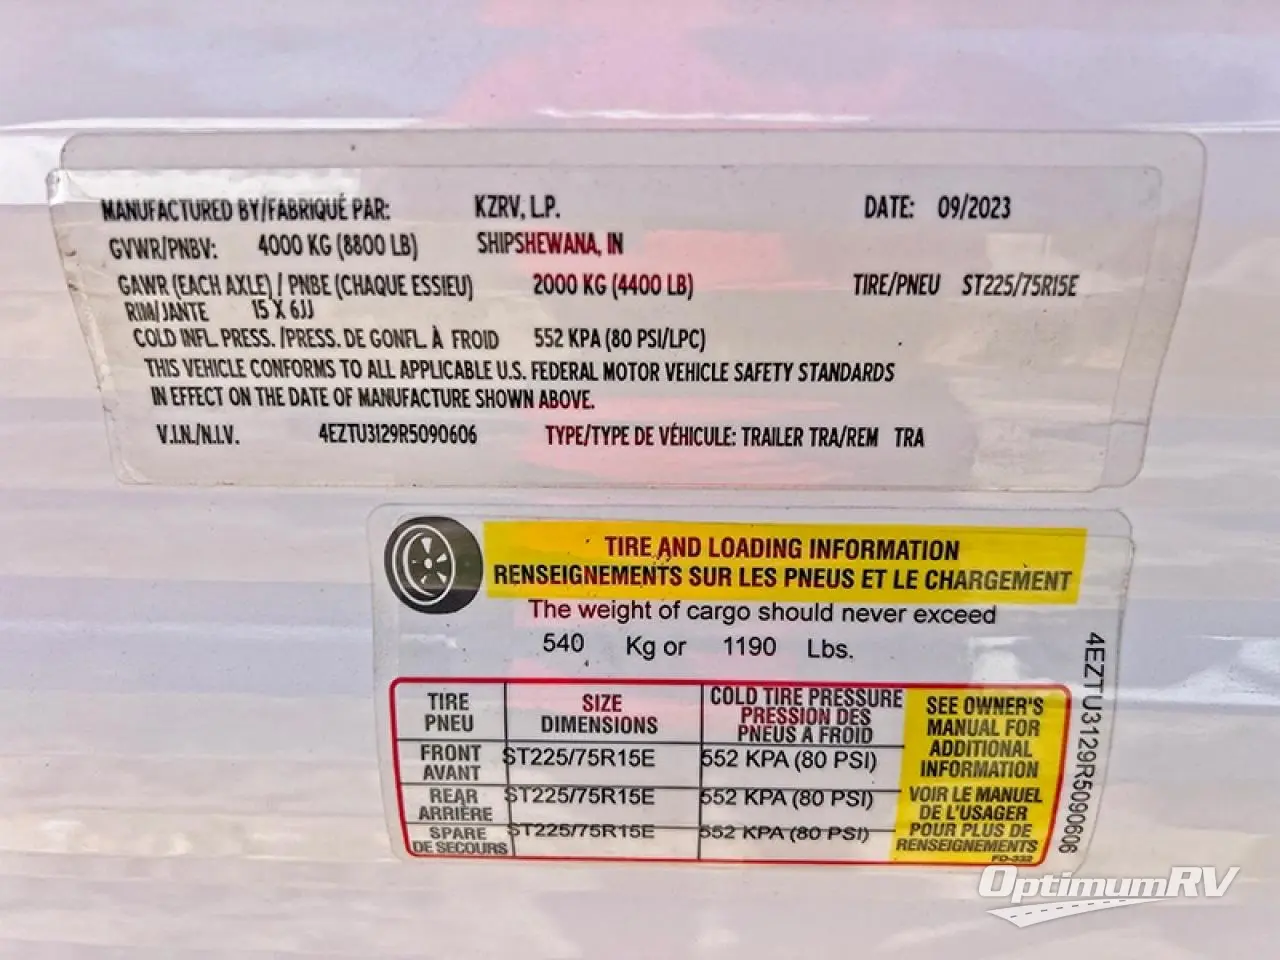 MANUFACTURED BY/FABRIQUÉ PAR: KZRV, L.P. DATE: 09/2023
GVWR/PNBV: 4000 KG (8800 LB) SHIPSHEWANA, IN
GAWR (EACH AXLE) / PNBE (CHAQUE ESSIEU) 2000 KG (4400 LB) TIRE/PNEU ST225/75R15E
RIM/JANTE 15 X 6JJ
COLD INFL. PRESS. /PRESS. DE GONFL. À FROID 552 KPA (80 PSI/LPC)
THIS VEHICLE CONFORMS TO ALL APPLICABLE U.S. FEDERAL MOTOR VEHICLE SAFETY STANDARDS
IN EFFECT ON THE DATE OF MANUFACTURE SHOWN ABOVE.
V.I.N./N.I.V. 4EZTU3129R5090606 TYPE/TYPE DE VÉHICULE: TRAILER TRA/REM TRA
TIRE AND LOADING INFORMATION
RENSEIGNEMENTS SUR LES PNEUS ET LE CHARGEMENT
The weight of cargo should never exceed
540 Kg or 1190 Lbs.
TIRE
PNEU
SIZE
DIMENSIONS
COLD TIRE PRESSURE
PRESSION DES
PNEUS A FROID
FRONT
AVANT
ST225/75R15E
552 KPA (80 PSI)
REAR
ARRIÈRE
ST225/75R15E
552 KPA (80 PSI)
SPARE
DE SECOURS
ST225/75R15E
552 KPA (80 PSI)
SEE OWNER'S
MANUAL FOR
ADDITIONAL
INFORMATION
VOIR LE MANUEL
DE L'USAGER
POUR PLUS DE
RENSEIGNEMENTS
FO-332
4EZTU3129R5090606
OptimumRV